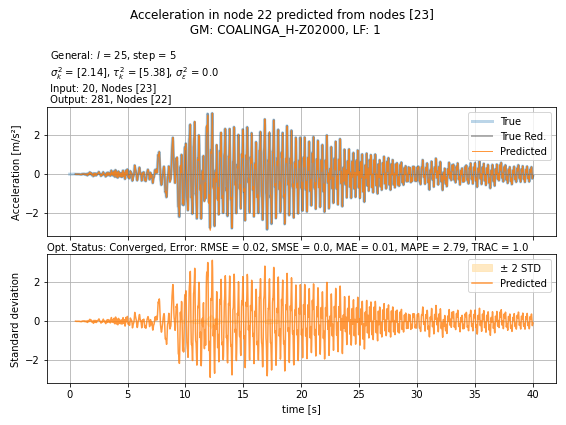 Acceleration in node 22 predicted from nodes [23]
GM: COALINGA_H-Z02000, LF: 1
General: l = 25, step = 5
σ²ₖ = [2.14], τ²ₖ = [5.38], σ²ε = 0.0
Input: 20, Nodes [23]
Output: 281, Nodes [22]
Acceleration [m/s²]
2
0
−2
True
True Red.
Predicted
Opt. Status: Converged, Error: RMSE = 0.02, SMSE = 0.0, MAE = 0.01, MAPE = 2.79, TRAC = 1.0
Standard deviation
2
0
−2
± 2 STD
Predicted
0 5 10 15 20 25 30 35 40
time [s]